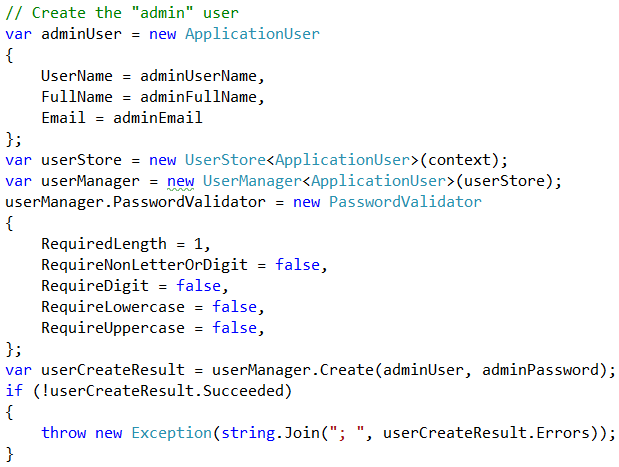 // Create the "admin" user
var adminUser = new ApplicationUser
{
    UserName = adminUserName,
    FullName = adminFullName,
    Email = adminEmail
};
var userStore = new UserStore<ApplicationUser>(context);
var userManager = new UserManager<ApplicationUser>(userStore);
userManager.PasswordValidator = new PasswordValidator
{
    RequiredLength = 1,
    RequireNonLetterOrDigit = false,
    RequireDigit = false,
    RequireLowercase = false,
    RequireUppercase = false,
};
var userCreateResult = userManager.Create(adminUser, adminPassword);
if (!userCreateResult.Succeeded)
{
    throw new Exception(string.Join("; ", userCreateResult.Errors));
}